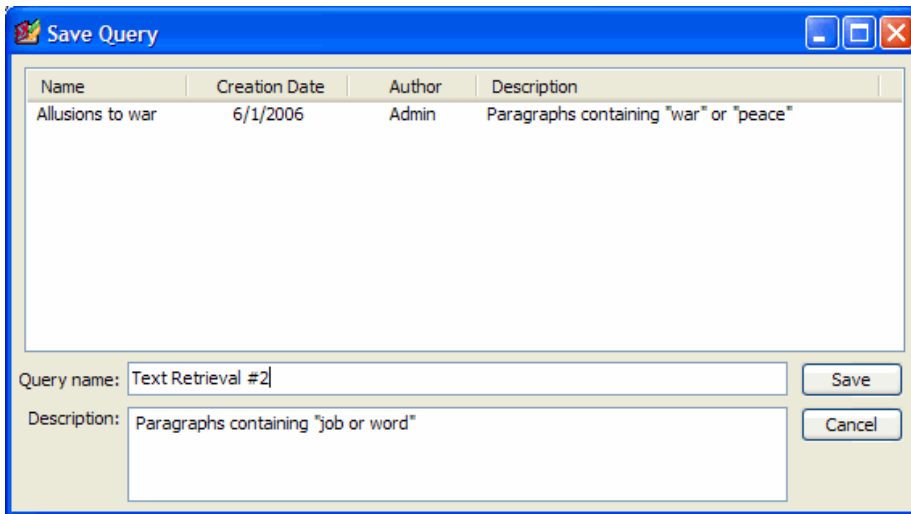 Save Query
Name Creation Date Author Description
Allusions to war 6/1/2006 Admin Paragraphs containing "war" or "peace"
Query name: Text Retrieval #2 Save
Description: Paragraphs containing "job or word" Cancel